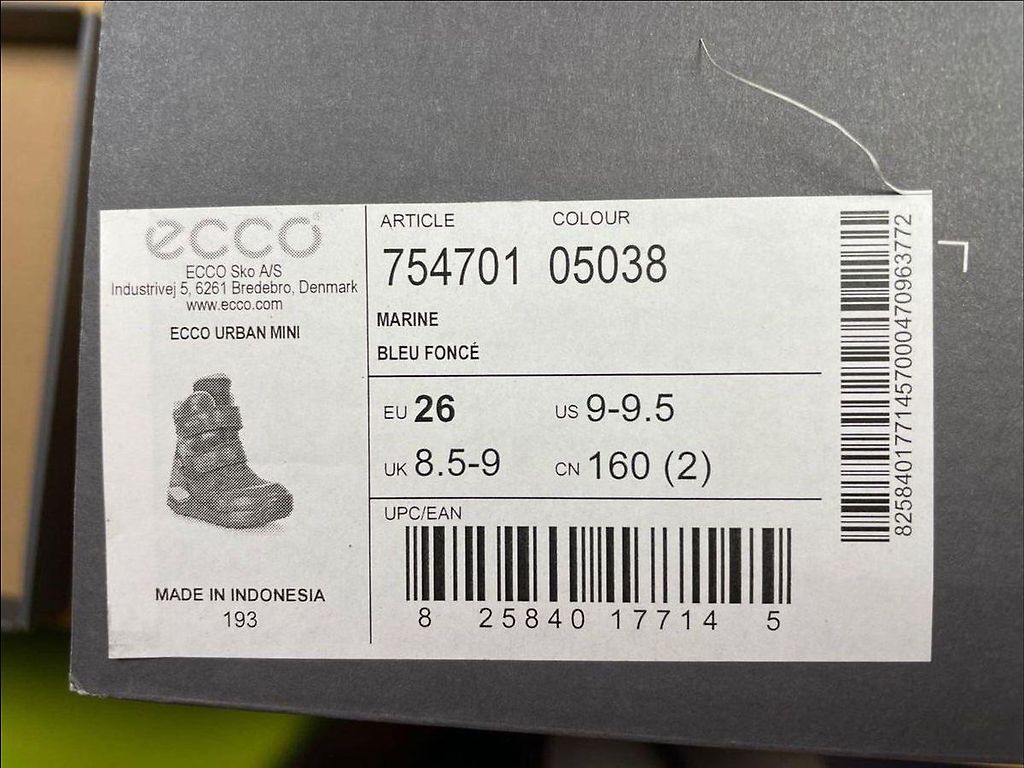 ecco
ECCO Sko A/S
Industrivej 5, 6261 Bredebro, Denmark
www.ecco.com
ECCO URBAN MINI
MADE IN INDONESIA
193
ARTICLE COLOUR
754701 05038
MARINE
BLEU FONCÉ
EU 26 US 9-9.5
UK 8.5-9 CN 160 (2)
UPC/EAN
8 25840 17714 5
82584017714570004709637​72